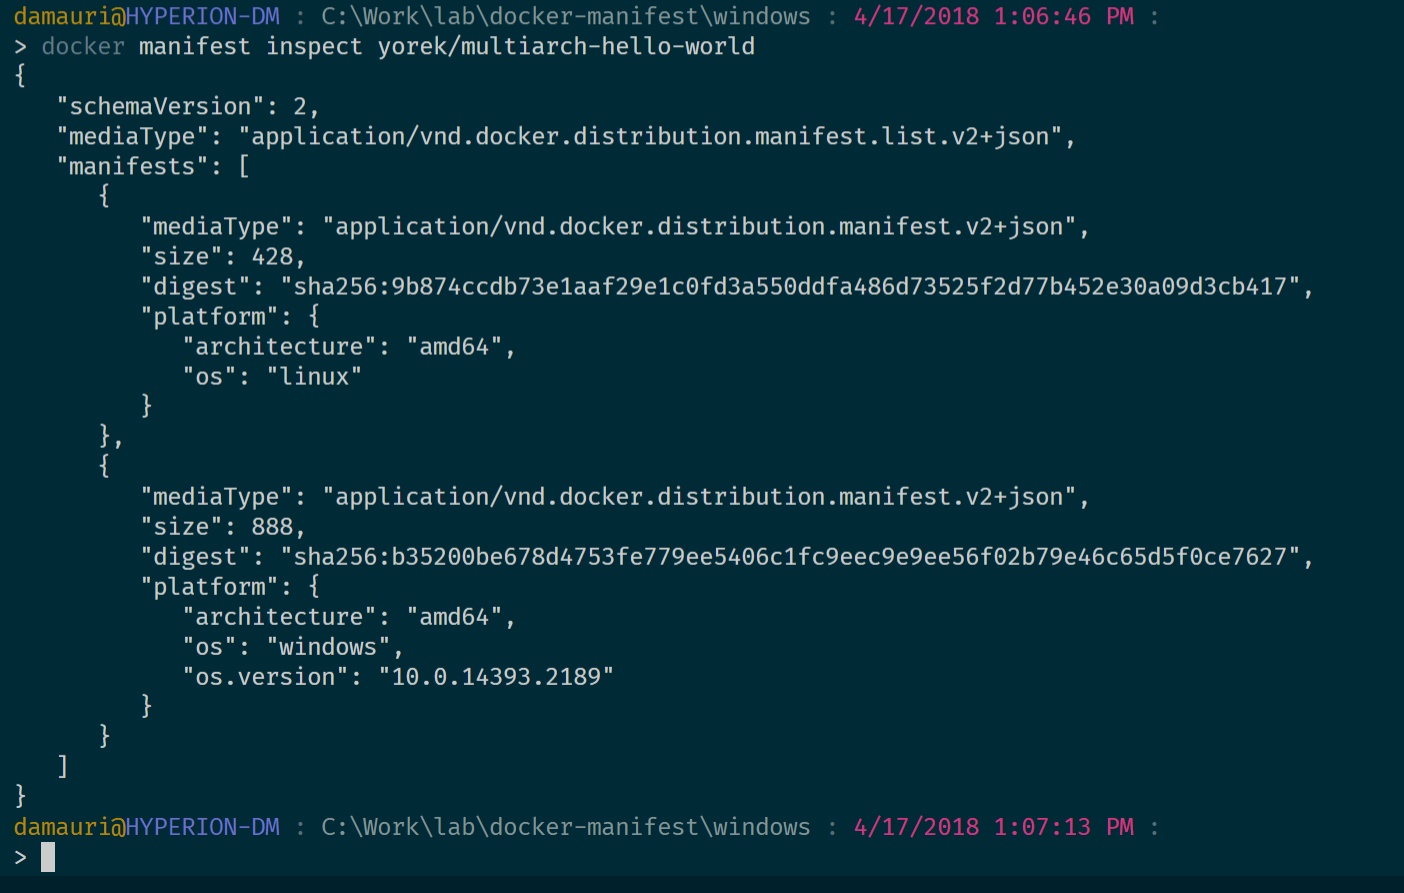 damauri@HYPERION-DM : C:\Work\lab\docker-manifest\windows : 4/17/2018 1:06:46 PM :
> docker manifest inspect yorek/multiarch-hello-world
{
   "schemaVersion": 2,
   "mediaType": "application/vnd.docker.distribution.manifest.list.v2+json",
   "manifests": [
      {
         "mediaType": "application/vnd.docker.distribution.manifest.v2+json",
         "size": 428,
         "digest": "sha256:9b874ccdb73e1aaf29e1c0fd3a550ddfa486d73525f2d77b452e30a09d3cb417",
         "platform": {
            "architecture": "amd64",
            "os": "linux"
         }
      },
      {
         "mediaType": "application/vnd.docker.distribution.manifest.v2+json",
         "size": 888,
         "digest": "sha256:b35200be678d4753fe779ee5406c1fc9eec9e9ee56f02b79e46c65d5f0ce7627",
         "platform": {
            "architecture": "amd64",
            "os": "windows",
            "os.version": "10.0.14393.2189"
         }
      }
   ]
}
damauri@HYPERION-DM : C:\Work\lab\docker-manifest\windows : 4/17/2018 1:07:13 PM :
>